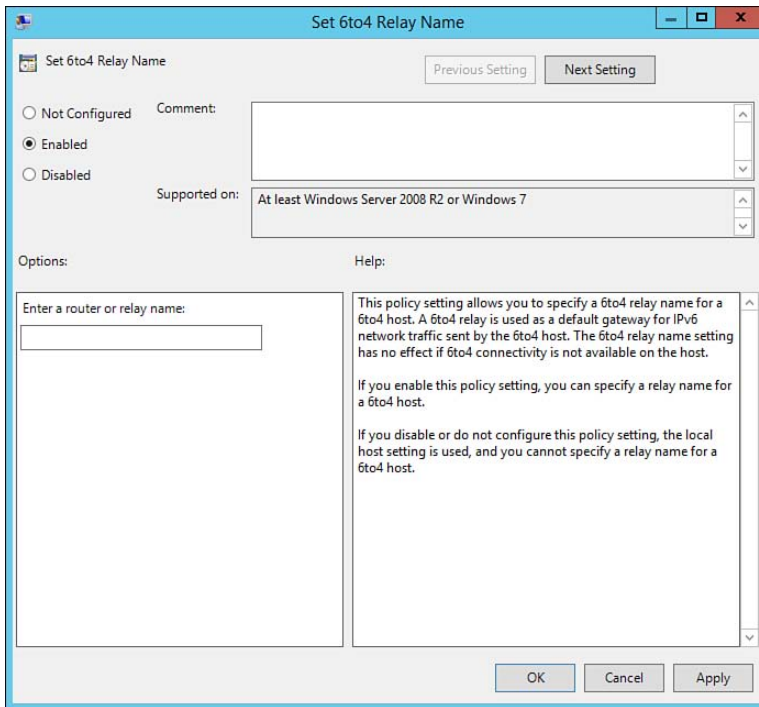 Set 6to4 Relay Name
Set 6to4 Relay Name
Previous Setting
Next Setting
Not Configured
Comment:
Enabled
Disabled
Supported on:
At least Windows Server 2008 R2 or Windows 7
Options:
Help:
Enter a router or relay name:
This policy setting allows you to specify a 6to4 relay name for a
6to4 host. A 6to4 relay is used as a default gateway for IPv6
network traffic sent by the 6to4 host. The 6to4 relay name setting
has no effect if 6to4 connectivity is not available on the host.
If you enable this policy setting, you can specify a relay name for
a 6to4 host.
If you disable or do not configure this policy setting, the local
host setting is used, and you cannot specify a relay name for a
6to4 host.
OK
Cancel
Apply